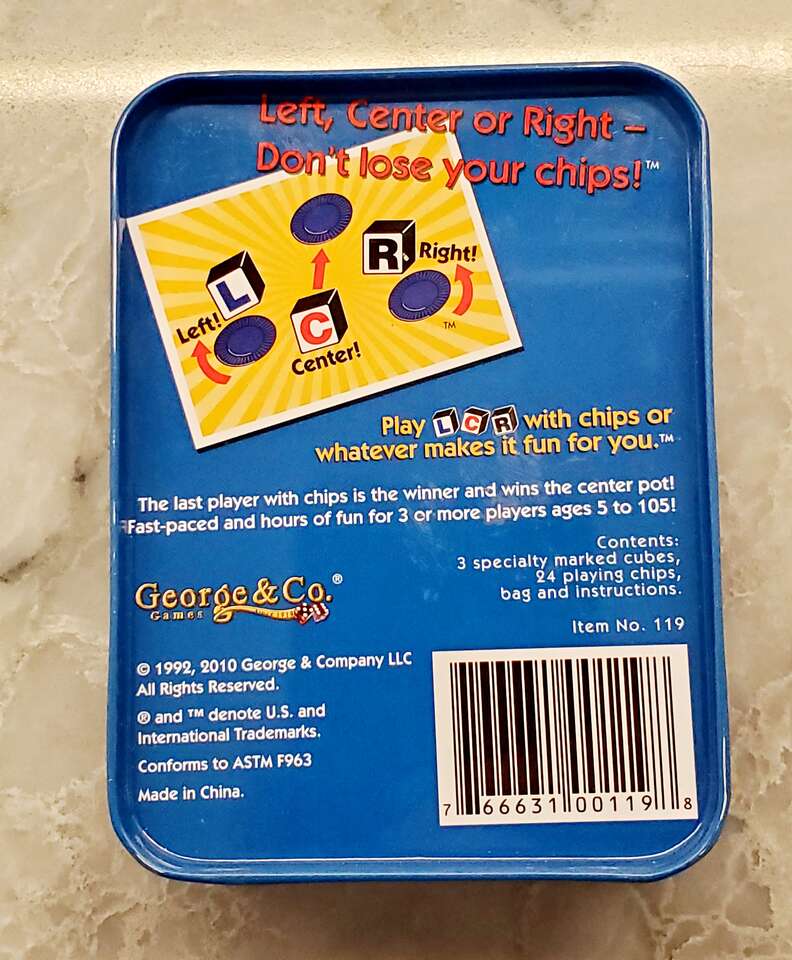 Left, Center or Right –
Don't lose your chips!™
L
Left!
C
Center!
R
Right!
TM
Play L C R with chips or
whatever makes it fun for you.™
The last player with chips is the winner and wins the center pot!
Fast-paced and hours of fun for 3 or more players ages 5 to 105!
Contents:
3 specialty marked cubes,
24 playing chips,
bag and instructions.
George & Co.®
Games
Item No. 119
© 1992, 2010 George & Company LLC
All Rights Reserved.
® and ™ denote U.S. and
International Trademarks.
Conforms to ASTM F963
Made in China.
7 66631 00119 8